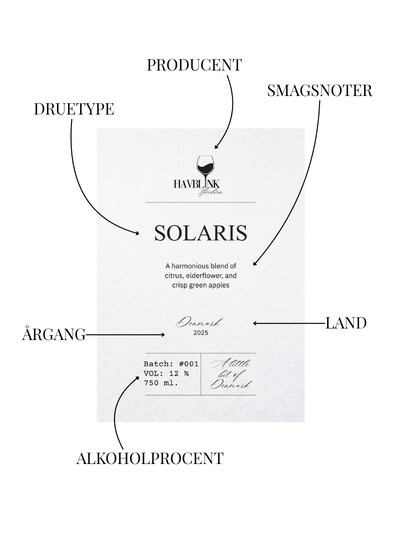 PRODUCENT
SMAGSNOTER
DRUETYPE
HAVBLINK
SOLARIS
A harmonious blend of
citrus, elderflower, and
crisp green apples
Denmark
2025
ÅRGANG
LAND
Batch: #001
VOL: 12 %
750 ml.
A little
bit of
Denmark
ALKOHOLPROCENT